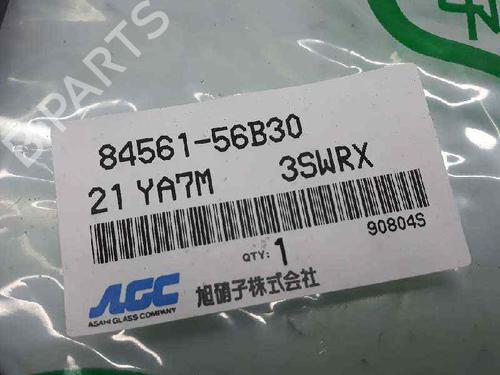 B PARTS
84561-56B30
21 YA7M 3SWRX
90804S
QTY: 1
AGC
ASAHI GLASS COMPANY
旭硝子株式会社